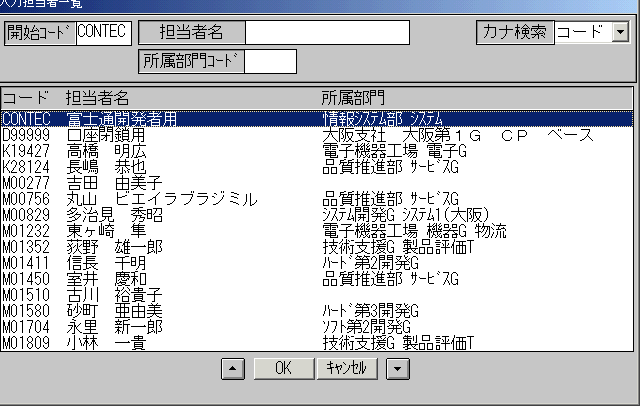 入力担当者一覧
開始ｺｰﾄﾞ CONTEC 担当者名 カナ検索 コード
所属部門ｺｰﾄﾞ
コード 担当者名 所属部門
CONTEC 富士通開発者用 情報ｼｽﾃﾑ部 ｼｽﾃﾑ
D99999 口座閉鎖用 大阪支社 大阪第１Ｇ ＣＰ ベース
K19427 高橋 明広 電子機器工場 電子G
K28124 長嶋 恭也 品質推進部 ｻｰﾋﾞｽG
M00277 吉田 由美子
M00756 丸山 ビエイラブラジミル 品質推進部 ｻｰﾋﾞｽG
M00829 多治見 秀昭 ｼｽﾃﾑ開発G ｼｽﾃﾑ1(大阪)
M01232 東ヶ崎 隼 電子機器工場 機器G 物流
M01352 荻野 雄一郎 技術支援G 製品評価T
M01411 信長 千明 ﾊｰﾄﾞ第2開発G
M01450 室井 慶和 品質推進部 ｻｰﾋﾞｽG
M01510 古川 裕貴子
M01580 砂町 亜由美 ﾊｰﾄﾞ第3開発G
M01704 永里 新一郎 ｿﾌﾄ第2開発G
M01809 小林 一貴 技術支援G 製品評価T
OK ｷｬﾝｾﾙ